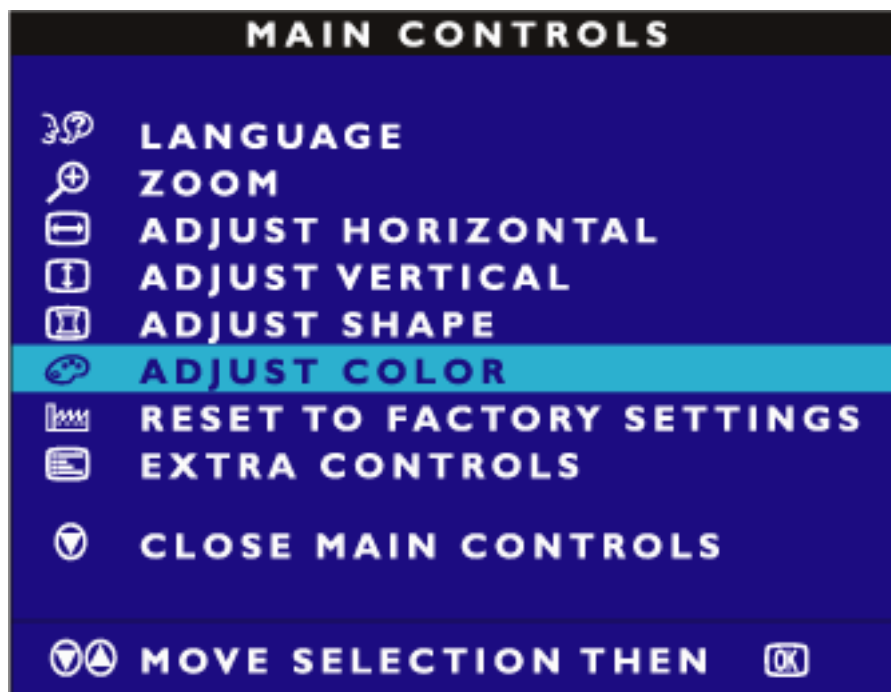 MAIN CONTROLS
LANGUAGE
ZOOM
ADJUST HORIZONTAL
ADJUST VERTICAL
ADJUST SHAPE
ADJUST COLOR
RESET TO FACTORY SETTINGS
EXTRA CONTROLS
CLOSE MAIN CONTROLS
MOVE SELECTION THEN OK